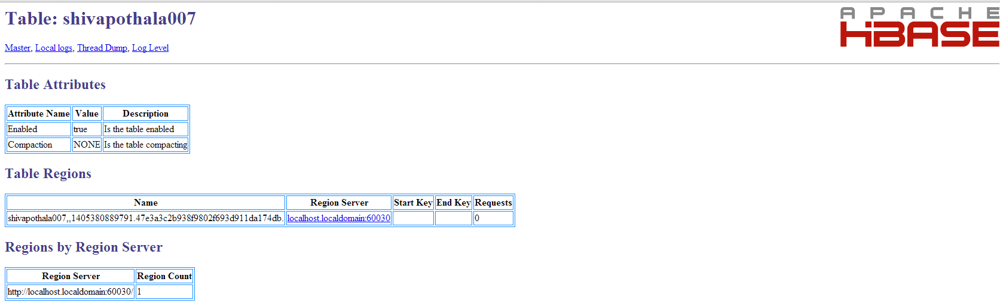 Table: shivapothala007
APACHE
HBASE
Master, Local logs, Thread Dump, Log Level
Table Attributes
Attribute Name Value Description
Enabled true Is the table enabled
Compaction NONE Is the table compacting
Table Regions
Name Region Server Start Key End Key Requests
shivapothala007,,1405380889791.47e3a3c2b938f9802f693d911da174db. localhost.localdomain:60030 0
Regions by Region Server
Region Server Region Count
http://localhost.localdomain:60030/ 1